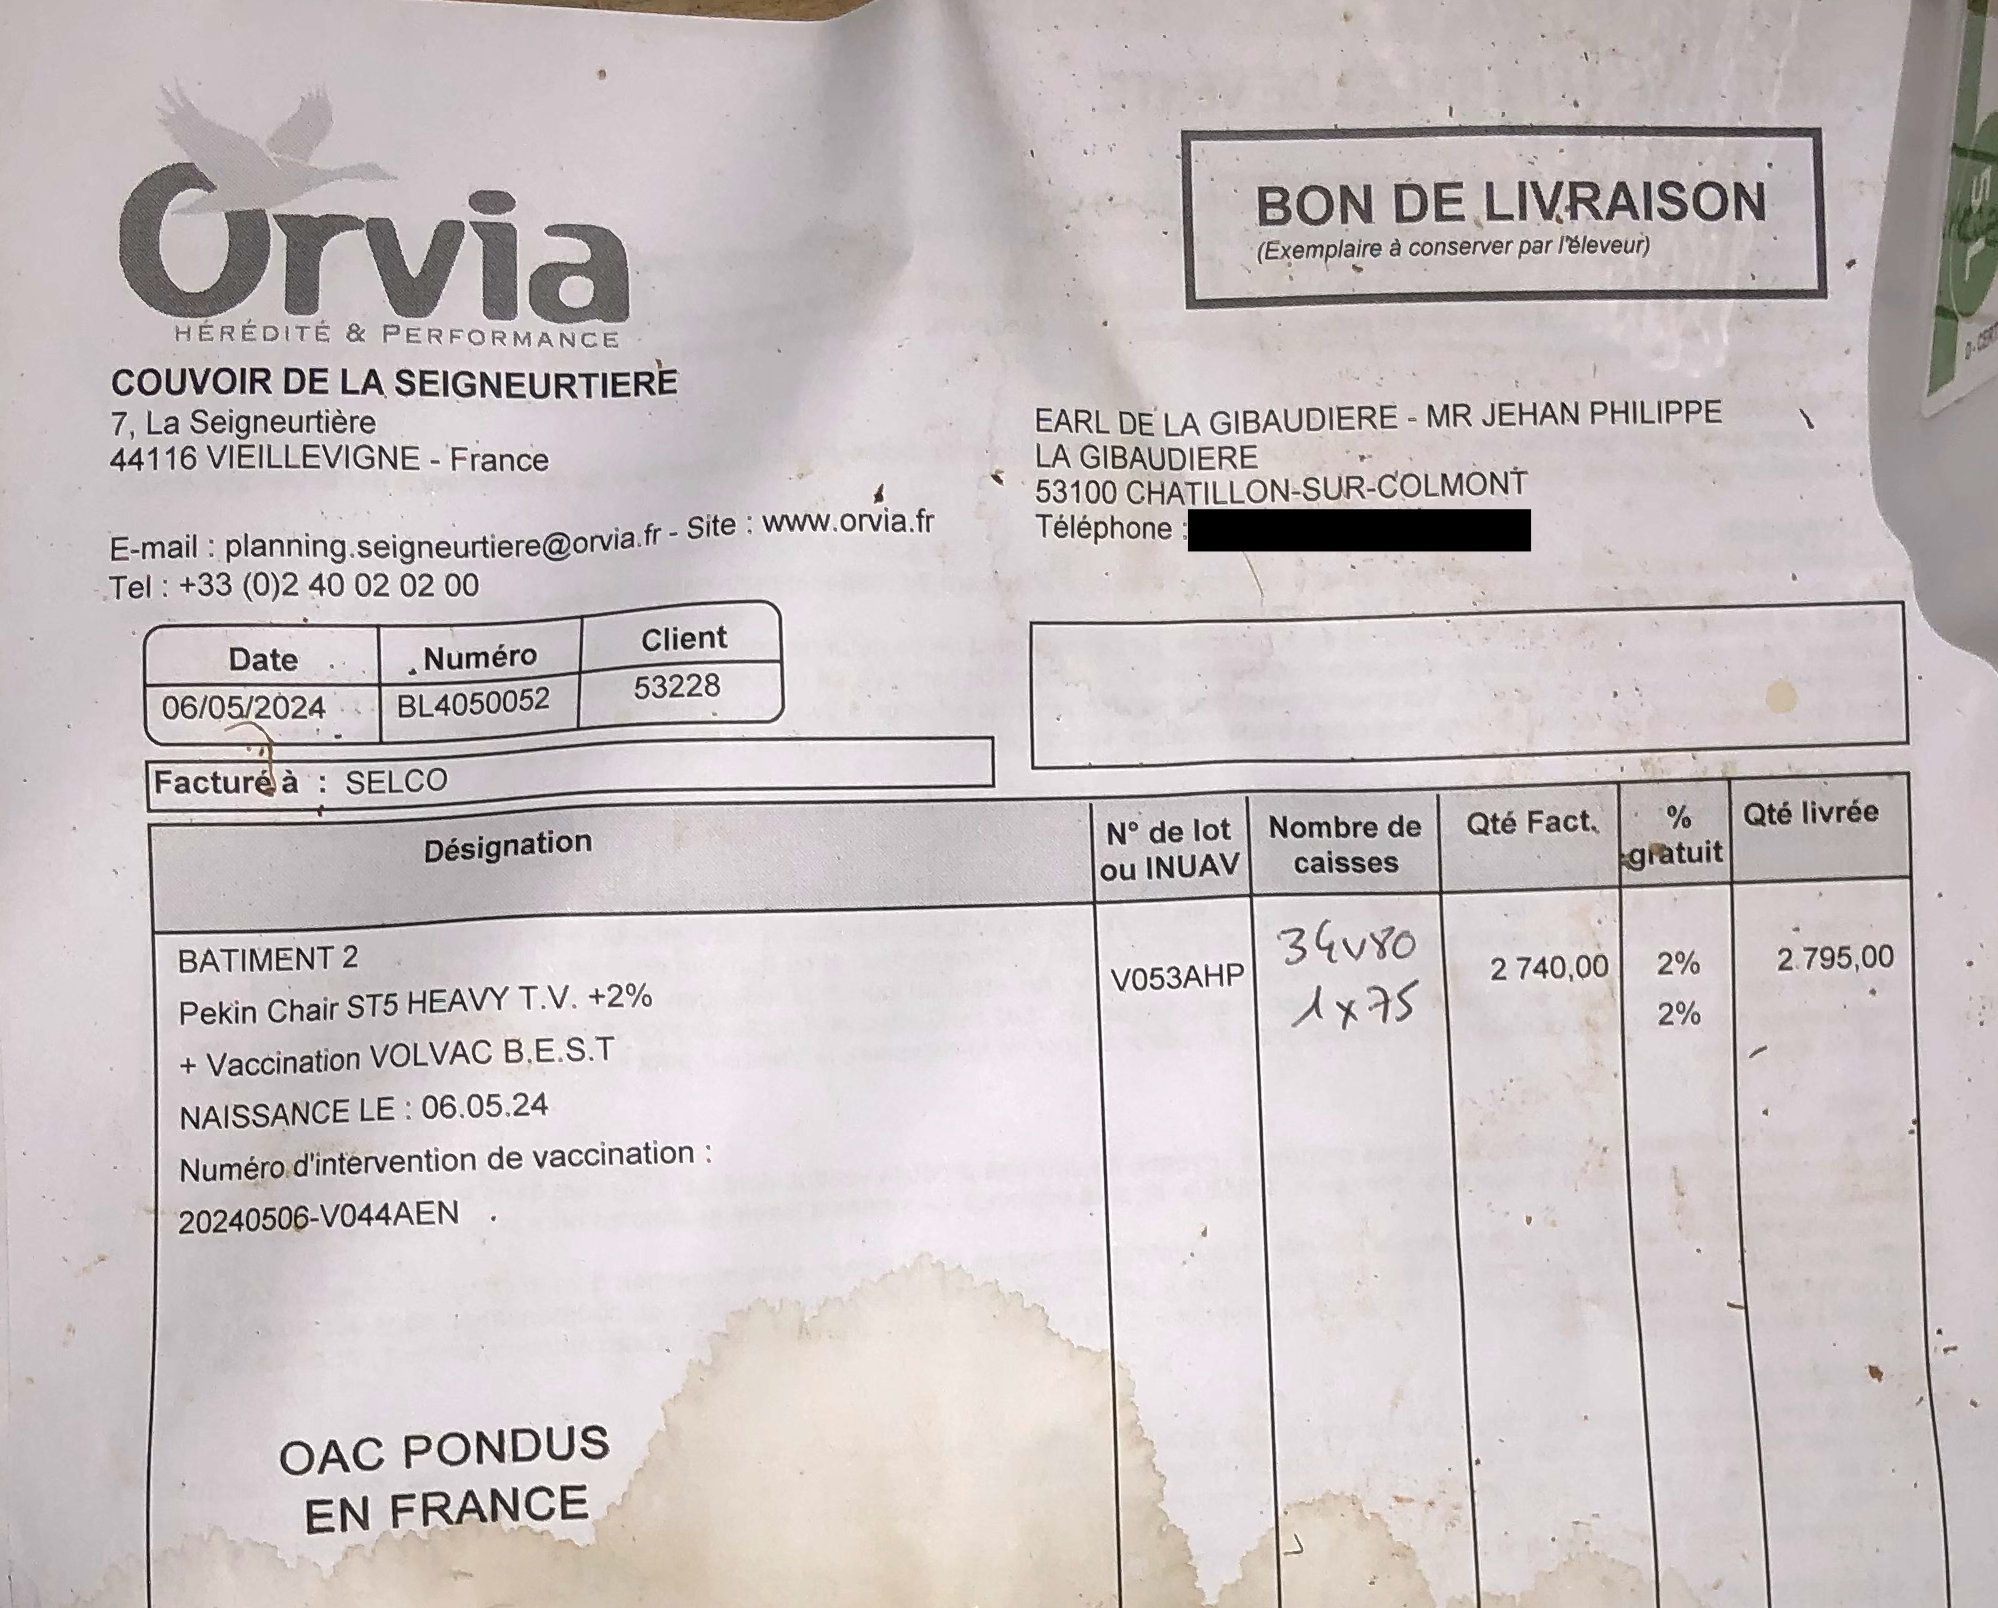 Orvia
HÉRÉDITÉ & PERFORMANCE
BON DE LIVRAISON
(Exemplaire à conserver par l'éleveur)
COUVOIR DE LA SEIGNEURTIERE
7, La Seigneurtière
44116 VIEILLEVIGNE - France
E-mail : planning.seigneurtiere@orvia.fr - Site : www.orvia.fr
Tel : +33 (0)2 40 02 02 00
EARL DE LA GIBAUDIERE - MR JEHAN PHILIPPE
LA GIBAUDIERE
53100 CHATILLON-SUR-COLMONT
Téléphone :
Date Numéro Client
06/05/2024 BL4050052 53228
Facturé à : SELCO
Désignation N° de lot ou INUAV Nombre de caisses Qté Fact. % gratuit Qté livrée
BATIMENT 2 34x80
Pekin Chair ST5 HEAVY T.V. +2% V053AHP 1x75 2 740,00 2% 2.795,00
+ Vaccination VOLVAC B.E.S.T 2%
NAISSANCE LE : 06.05.24
Numéro d'intervention de vaccination :
20240506-V044AEN
OAC PONDUS
EN FRANCE